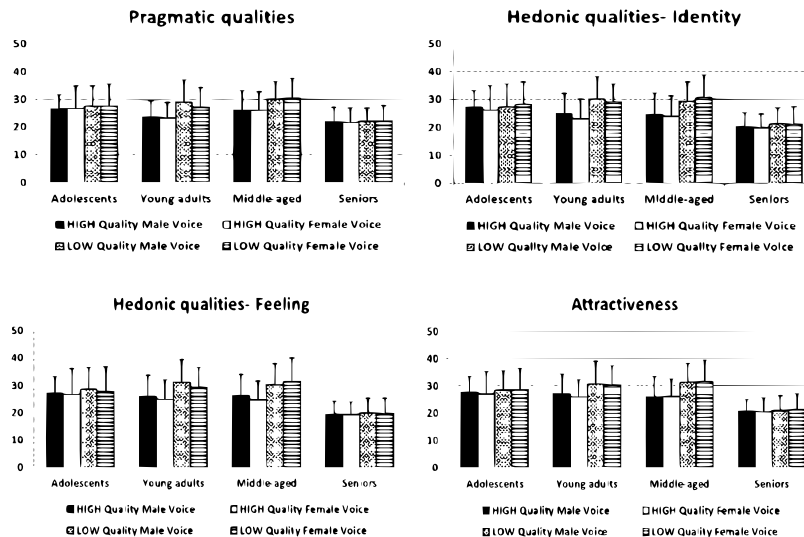 Pragmatic qualities
50
40
30
20
10
0
Adolescents Young adults Middle-aged Seniors
HIGH Quality Male Voice HIGH Quality Female Voice
LOW Quality Male Voice LOW Quality Female Voice
Hedonic qualities- Identity
50
40
30
20
10
0
Adolescents Young adults Middle-aged Seniors
HIGH Quality Male Voice HIGH Quality Female Voice
LOW Quality Male Voice LOW Quality Female Voice
Hedonic qualities- Feeling
50
40
30
20
10
0
Adolescents Young adults Middle-aged Seniors
HIGH Quality Male Voice HIGH Quality Female Voice
LOW Quality Male Voice LOW Quality Female Voice
Attractiveness
50
40
30
20
10
0
Adolescents Young adults Middle-aged Seniors
HIGH Quality Male Voice HIGH Quality Female Voice
LOW Quality Male Voice LOW Quality Female Voice